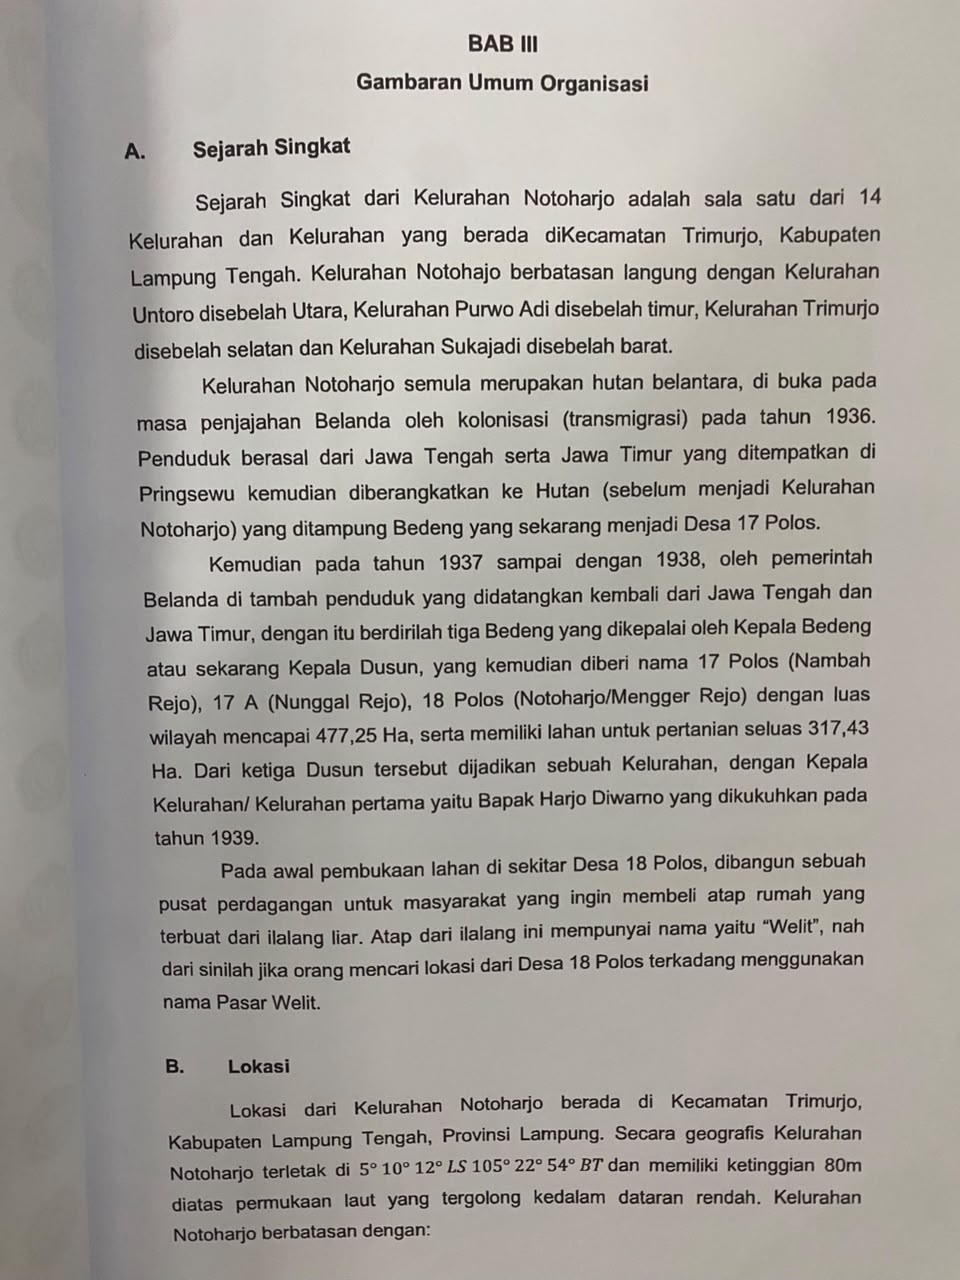 BAB III
Gambaran Umum Organisasi
A. Sejarah Singkat
Sejarah Singkat dari Kelurahan Notoharjo adalah sala satu dari 14
Kelurahan dan Kelurahan yang berada diKecamatan Trimurjo, Kabupaten
Lampung Tengah. Kelurahan Notohajo berbatasan langung dengan Kelurahan
Untoro disebelah Utara, Kelurahan Purwo Adi disebelah timur, Kelurahan Trimurjo
disebelah selatan dan Kelurahan Sukajadi disebelah barat.
Kelurahan Notoharjo semula merupakan hutan belantara, di buka pada
masa penjajahan Belanda oleh kolonisasi (transmigrasi) pada tahun 1936.
Penduduk berasal dari Jawa Tengah serta Jawa Timur yang ditempatkan di
Pringsewu kemudian diberangkatkan ke Hutan (sebelum menjadi Kelurahan
Notoharjo) yang ditampung Bedeng yang sekarang menjadi Desa 17 Polos.
Kemudian pada tahun 1937 sampai dengan 1938, oleh pemerintah
Belanda di tambah penduduk yang didatangkan kembali dari Jawa Tengah dan
Jawa Timur, dengan itu berdirilah tiga Bedeng yang dikepalai oleh Kepala Bedeng
atau sekarang Kepala Dusun, yang kemudian diberi nama 17 Polos (Nambah
Rejo), 17 A (Nunggal Rejo), 18 Polos (Notoharjo/Mengger Rejo) dengan luas
wilayah mencapai 477,25 Ha, serta memiliki lahan untuk pertanian seluas 317,43
Ha. Dari ketiga Dusun tersebut dijadikan sebuah Kelurahan, dengan Kepala
Kelurahan/ Kelurahan pertama yaitu Bapak Harjo Diwarno yang dikukuhkan pada
tahun 1939.
Pada awal pembukaan lahan di sekitar Desa 18 Polos, dibangun sebuah
pusat perdagangan untuk masyarakat yang ingin membeli atap rumah yang
terbuat dari ilalang liar. Atap dari ilalang ini mempunyai nama yaitu “Welit”, nah
dari sinilah jika orang mencari lokasi dari Desa 18 Polos terkadang menggunakan
nama Pasar Welit.
B. Lokasi
Lokasi dari Kelurahan Notoharjo berada di Kecamatan Trimurjo,
Kabupaten Lampung Tengah, Provinsi Lampung. Secara geografis Kelurahan
Notoharjo terletak di 5° 10° 12° LS 105° 22° 54° BT dan memiliki ketinggian 80m
diatas permukaan laut yang tergolong kedalam dataran rendah. Kelurahan
Notoharjo berbatasan dengan: